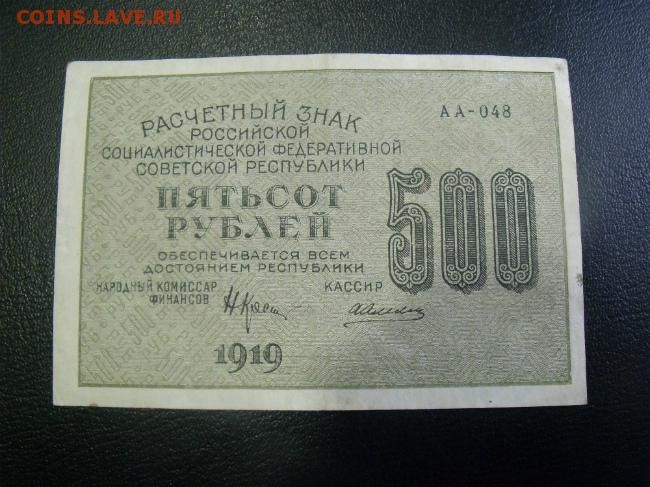 COINS.LAVE.RU
РАСЧЕТНЫЙ ЗНАК
АА-048
РОССИЙСКОЙ
СОЦИАЛИСТИЧЕСКОЙ ФЕДЕРАТИВНОЙ
СОВЕТСКОЙ РЕСПУБЛИКИ
ПЯТЬСОТ
РУБЛЕЙ
500
ОБЕСПЕЧИВАЕТСЯ ВСЕМ
ДОСТОЯНИЕМ РЕСПУБЛИКИ
НАРОДНЫЙ КОМИССАР
ФИНАНСОВ
КАССИР
1919